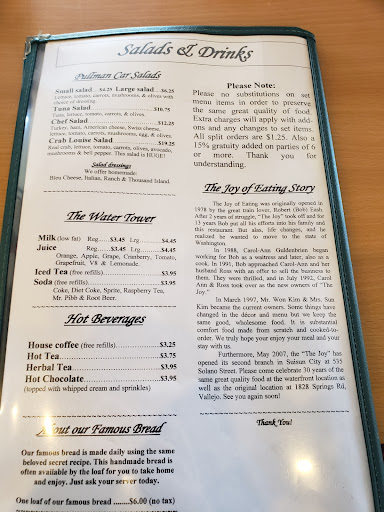 Salads & Drinks
Pullman Car Salads
Small salad ....$4.25 Large salad ...$6.25
Lettuce, tomato, carrots, mushrooms, & olives with
choice of dressing.
Tuna Salad...............................$10.75
Tuna, lettuce, tomato, carrots, & olives.
Chef Salad...............................$12.25
Turkey, ham, American cheese, Swiss cheese,
lettuce, tomato, mushrooms, egg, & olives.
Crab Louie Salad......................$19.25
Real crab, lettuce, tomato, carrots, olives, avocado,
mushrooms & bell pepper. This salad is HUGE!
Salad dressings
We offer homemade:
Bleu Cheese, Italian, Ranch & Thousand Island.
The Water Tower
Milk (low fat) Reg.....$3.45 Lrg ......$4.45
Juice Reg.....$3.45 Lrg ......$4.45
Orange, Apple, Grape, Cranberry, Tomato,
Grapefruit, V8 & Lemonade.
Iced Tea (free refills)......................$3.95
Soda (free refills)............................$3.95
Coke, Diet Coke, Sprite, Raspberry Tea,
Mr. Pibb & Root Beer.
Hot Beverages
House coffee (free refills)...............$3.25
Hot Tea......................................$3.75
Herbal Tea.................................$3.95
Hot Chocolate............................$3.95
(topped with whipped cream and sprinkles)
About our Famous Bread
Our famous bread is made daily using the same
beloved secret recipe. This handmade bread is
often available by the loaf for you to take home
and enjoy. Just ask your server today.
One loaf of our famous bread ........$6.00 (no tax)
Please Note:
Please no substitutions on set
menu items in order to preserve
the same great quality of food.
Extra charges will apply with add-
ons and any changes to set items.
All split orders are $1.25. Also a
15% gratuity added on parties of 6
or more. Thank you for
understanding.
The Joy of Eating Story
The Joy of Eating was originally opened in
1978 by the great train lover, Robert (Bob) Esah.
After 2 years of struggle, "The Joy" took off and for
13 years Bob put all his efforts into his family and
this restaurant. But alas, life changes, and he
realized he wanted to move to the state of
Washington.
In 1988, Carol-Ann Guldenbrien began
working for Bob as a waitress and later, also as a
cook. In 1991, Bob approached Carol-Ann and her
husband Ross with an offer to sell the business to
them. They were thrilled, and in July 1992, Carol
Ann & Ross took over as the new owners of "The
Joy".
In March 1997, Mr. Won Kim & Mrs. Sun
Kim became the current owners. Some things have
changed in the décor and menu but we keep the
same good, wholesome food. It is substantial
comfort food made from scratch and cooked-to-
order. We truly hope your enjoy your meal and your
stay with us.
Furthermore, May 2007, the "The Joy" has
opened its second branch in Suisun City at 535
Solano Street. Please come celebrate 30 years of the
same great quality food at the waterfront location as
well as the original location at 1828 Springs Rd,
Vallejo. See you again soon!
Thank You!